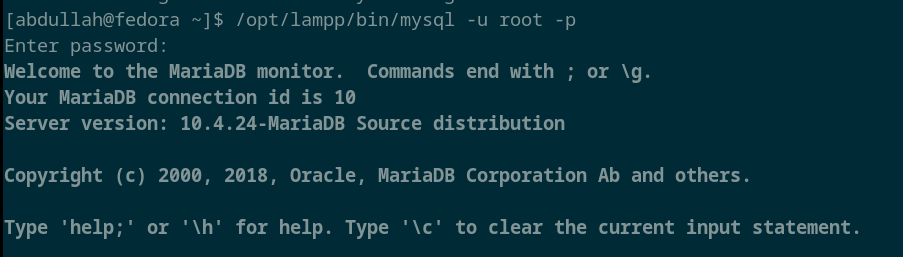 [abdullah@fedora ~]$ /opt/lampp/bin/mysql -u root -p
Enter password:
Welcome to the MariaDB monitor.  Commands end with ; or \g.
Your MariaDB connection id is 10
Server version: 10.4.24-MariaDB Source distribution

Copyright (c) 2000, 2018, Oracle, MariaDB Corporation Ab and others.

Type 'help;' or '\h' for help. Type '\c' to clear the current input statement.